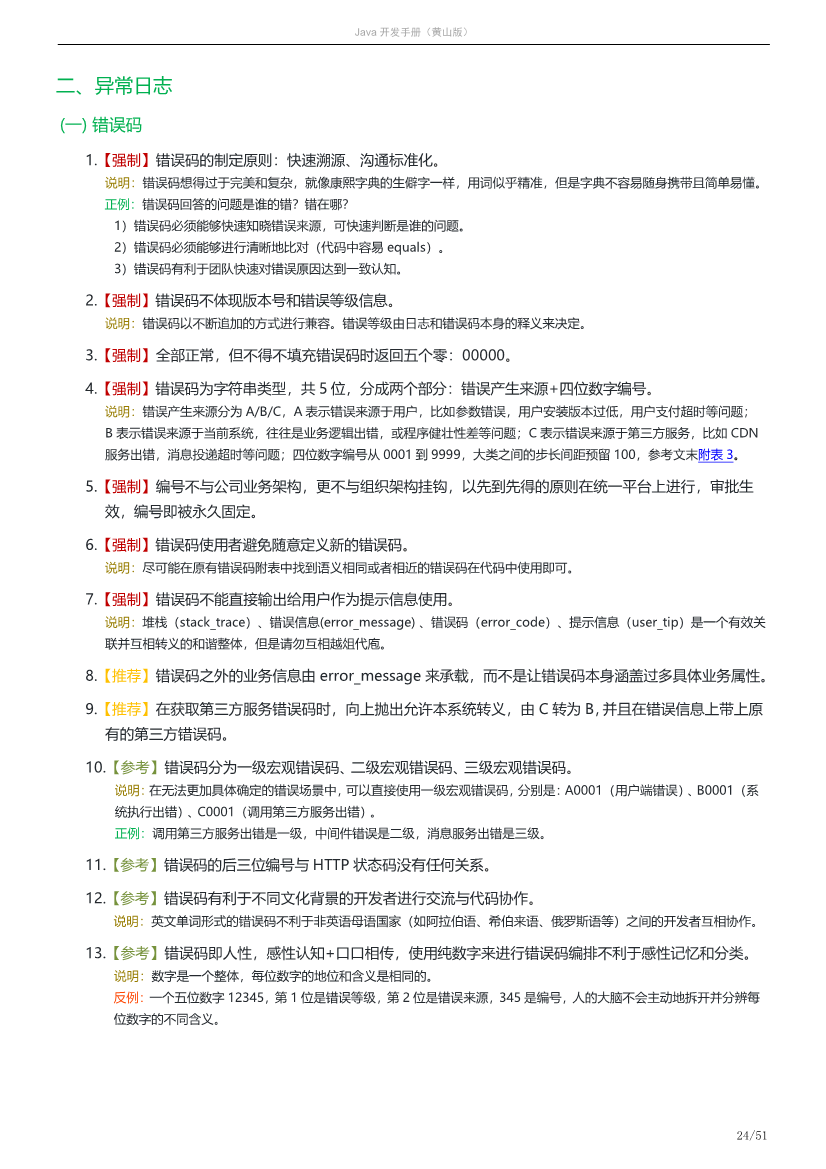 Java 开发手册（黄山版）
二、异常日志
(一) 错误码
1.【强制】错误码的制定原则：快速溯源、沟通标准化。
说明：错误码想得过于完美和复杂，就像康熙字典的生僻字一样，用词似乎精准，但是字典不容易随身携带且简单易懂。
正例：错误码回答的问题是谁的错？错在哪？
1）错误码必须能够快速知晓错误来源，可快速判断是谁的问题。
2）错误码必须能够进行清晰地比对（代码中容易 equals）。
3）错误码有利于团队快速对错误原因达到一致认知。
2.【强制】错误码不体现版本号和错误等级信息。
说明：错误码以不断追加的方式进行兼容。错误等级由日志和错误码本身的释义来决定。
3.【强制】全部正常，但不得不填充错误码时返回五个零：00000。
4.【强制】错误码为字符串类型，共 5 位，分成两个部分：错误产生来源+四位数字编号。
说明：错误产生来源分为 A/B/C，A 表示错误来源于用户，比如参数错误，用户安装版本过低，用户支付超时等问题；
B 表示错误来源于当前系统，往往是业务逻辑出错，或程序健壮性差等问题；C 表示错误来源于第三方服务，比如 CDN
服务出错，消息投递超时等问题；四位数字编号从 0001 到 9999，大类之间的步长间距预留 100，参考文末附表 3。
5.【强制】编号不与公司业务架构，更不与组织架构挂钩，以先到先得的原则在统一平台上进行，审批生
效，编号即被永久固定。
6.【强制】错误码使用者避免随意定义新的错误码。
说明：尽可能在原有错误码附表中找到语义相同或者相近的错误码在代码中使用即可。
7.【强制】错误码不能直接输出给用户作为提示信息使用。
说明：堆栈（stack_trace）、错误信息(error_message) 、错误码（error_code）、提示信息（user_tip）是一个有效关
联并互相转义的和谐整体，但是请勿互相越俎代庖。
8.【推荐】错误码之外的业务信息由 error_message 来承载，而不是让错误码本身涵盖过多具体业务属性。
9.【推荐】在获取第三方服务错误码时，向上抛出允许本系统转义，由 C 转为 B，并且在错误信息上带上原
有的第三方错误码。
10.【参考】错误码分为一级宏观错误码、二级宏观错误码、三级宏观错误码。
说明：在无法更加具体确定的错误场景中，可以直接使用一级宏观错误码，分别是：A0001（用户端错误）、B0001（系
统执行出错）、C0001（调用第三方服务出错）。
正例：调用第三方服务出错是一级，中间件错误是二级，消息服务出错是三级。
11.【参考】错误码的后三位编号与 HTTP 状态码没有任何关系。
12.【参考】错误码有利于不同文化背景的开发者进行交流与代码协作。
说明：英文单词形式的错误码不利于非英语母语国家（如阿拉伯语、希伯来语、俄罗斯语等）之间的开发者互相协作。
13.【参考】错误码即人性，感性认知+口口相传，使用纯数字来进行错误码编排不利于感性记忆和分类。
说明：数字是一个整体，每位数字的地位和含义是相同的。
反例：一个五位数字 12345，第 1 位是错误等级，第 2 位是错误来源，345 是编号，人的大脑不会主动地拆开并分辨每
位数字的不同含义。
24/51